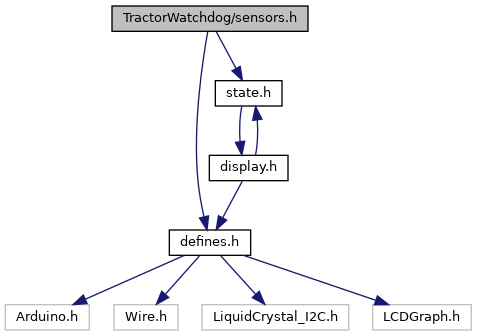 TractorWatchdog/sensors.h
state.h
display.h
defines.h
Arduino.h
Wire.h
LiquidCrystal_I2C.h
LCDGraph.h